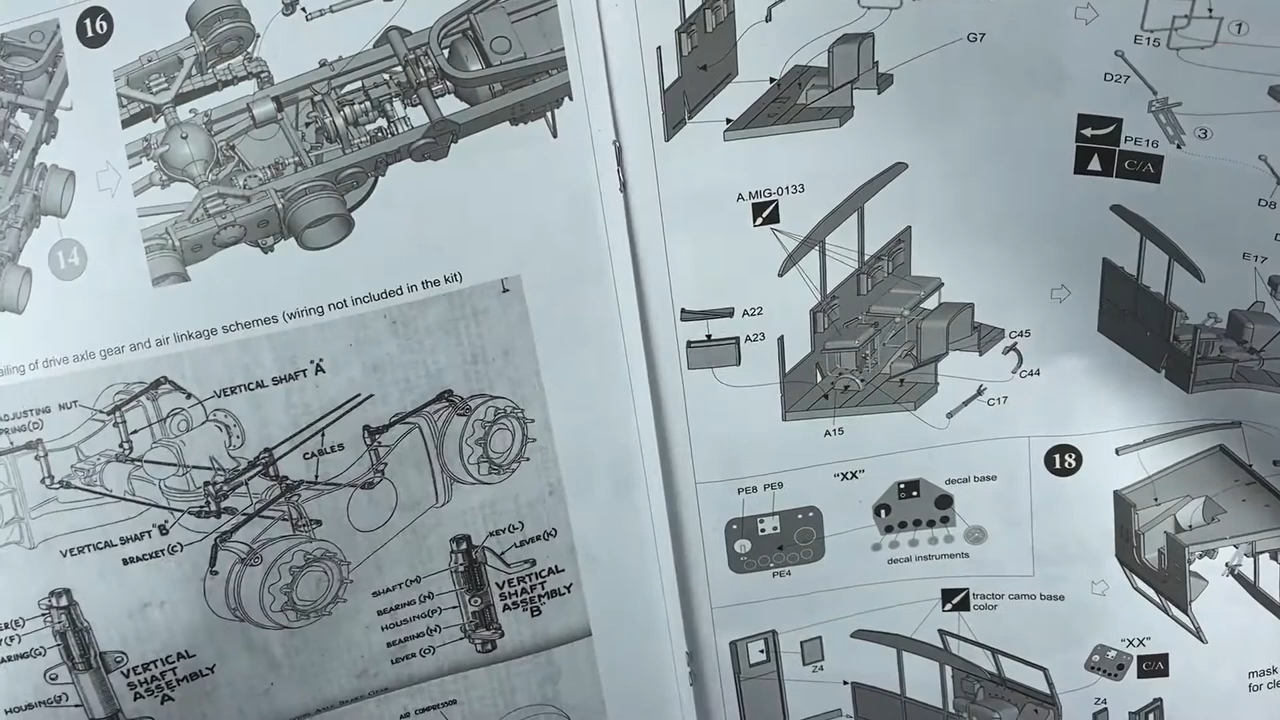 16
14
ailing of drive axle gear and air linkage schemes (wiring not included in the kit)
VERTICAL SHAFT "A"
ADJUSTING NUT
PRING(D)
CABLES
VERTICAL SHAFT "B"
BRACKET(C)
KEY(L)
LEVER(K)
SHAFT(M)
BEARING(N)
HOUSING(P)
BEARING(N)
LEVER(O)
VERTICAL
SHAFT
ASSEMBLY
"B"
ER(E)
Y(F)
ARING(G)
HOUSING(J)
VERTICAL
SHAFT
ASSEMBLY
"A"
AIR COMPRESSOR
G7
E15
1
D27
3
PE16
C/A
D8
A.MIG-0133
A22
A23
E17
C45
C44
C17
A15
"XX"
PE8
PE9
decal base
PE4
decal instruments
18
tractor camo base
color
"XX"
C/A
Z4
Z4
mask
for cle